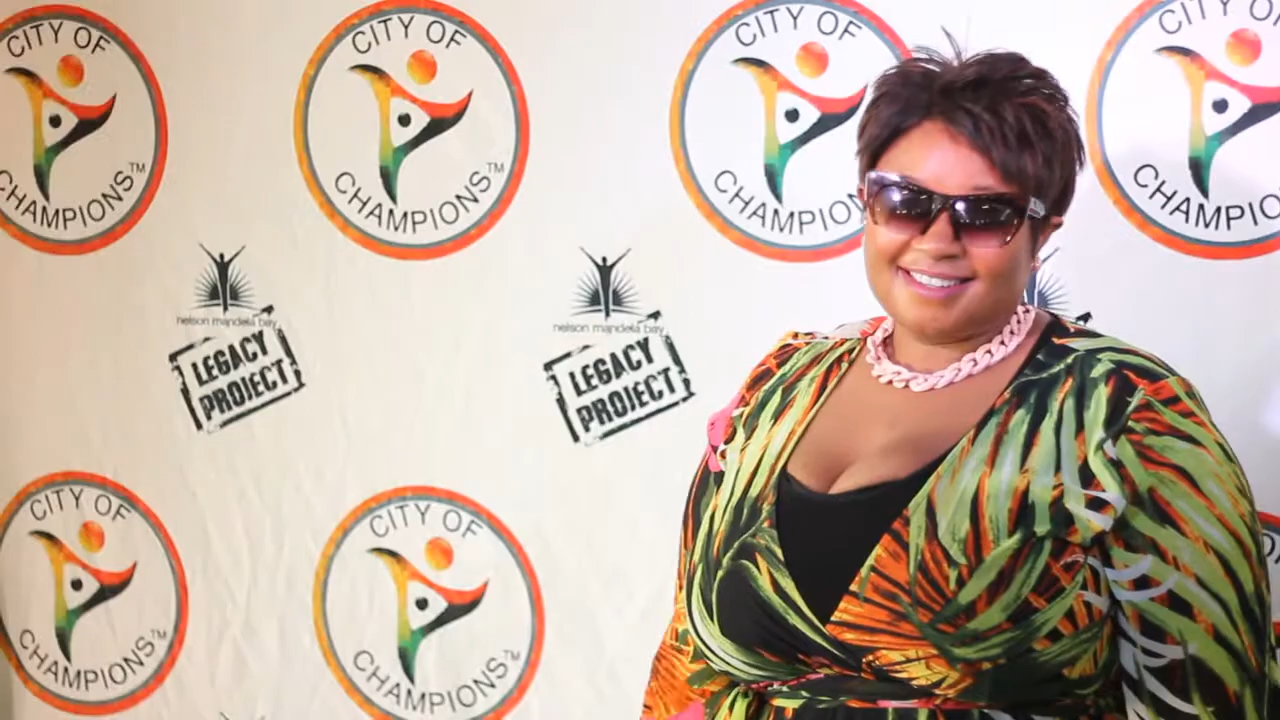 CITY OF
CHAMPIONS™
CITY OF
CHAMPIONS™
CITY OF
CHAMPIONS
CITY OF
CHAMPIO
nelson mandela bay
LEGACY
PROJECT
nelson mandela bay
LEGACY
PROJECT
CITY OF
CHAMPIONS™
CITY OF
CHAMPIONS™